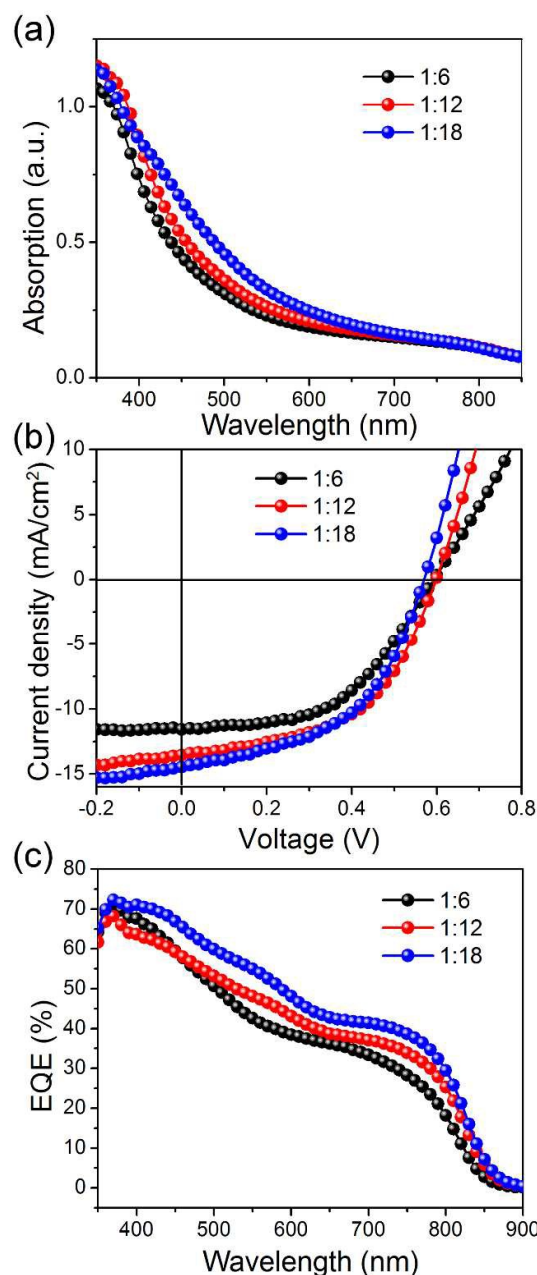 (a)
1:6
1:12
1:18
Absorption (a.u.)
1.0
0.5
0.0
400 500 600 700 800
Wavelength (nm)
(b)
1:6
1:12
1:18
Current density (mA/cm²)
10
5
0
-5
-10
-15
-0.2 0.0 0.2 0.4 0.6 0.8
Voltage (V)
(c)
1:6
1:12
1:18
EQE (%)
80
70
60
50
40
30
20
10
0
400 500 600 700 800 900
Wavelength (nm)